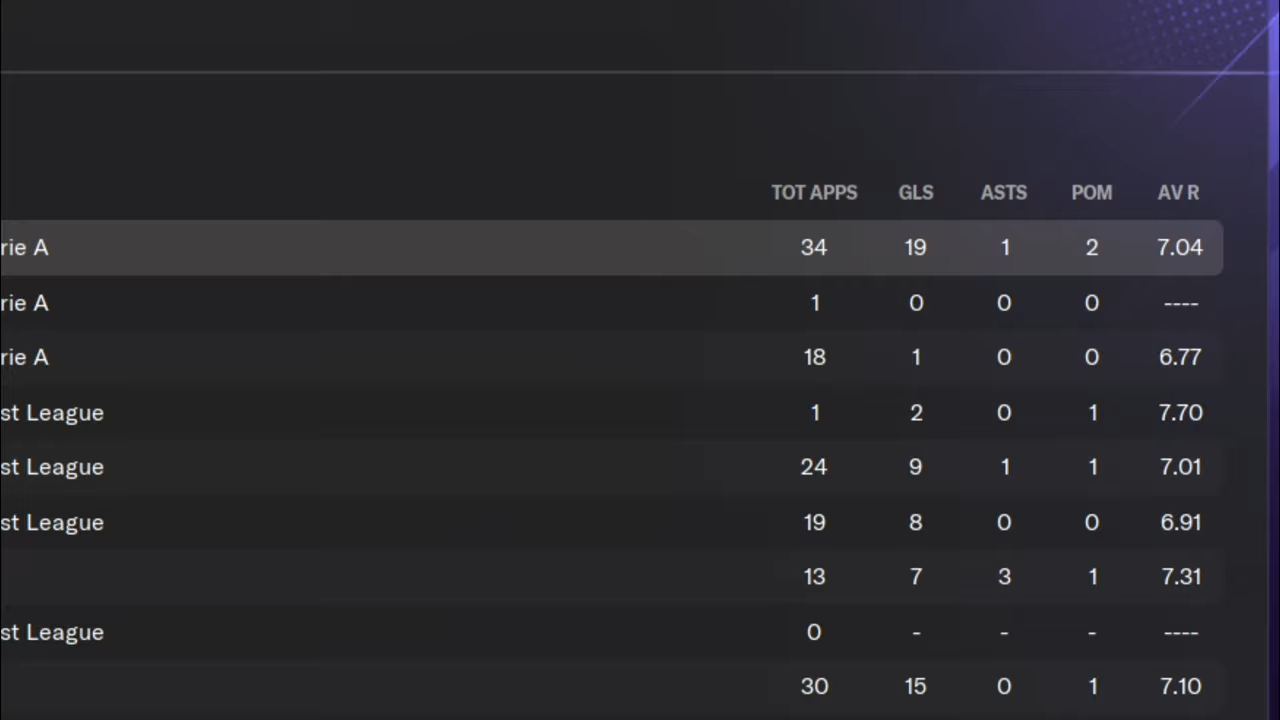 TOT APPS GLS ASTS POM AV R
rie A 34 19 1 2 7.04
rie A 1 0 0 0 ----
rie A 18 1 0 0 6.77
st League 1 2 0 1 7.70
st League 24 9 1 1 7.01
st League 19 8 0 0 6.91
13 7 3 1 7.31
st League 0 - - - ----
30 15 0 1 7.10